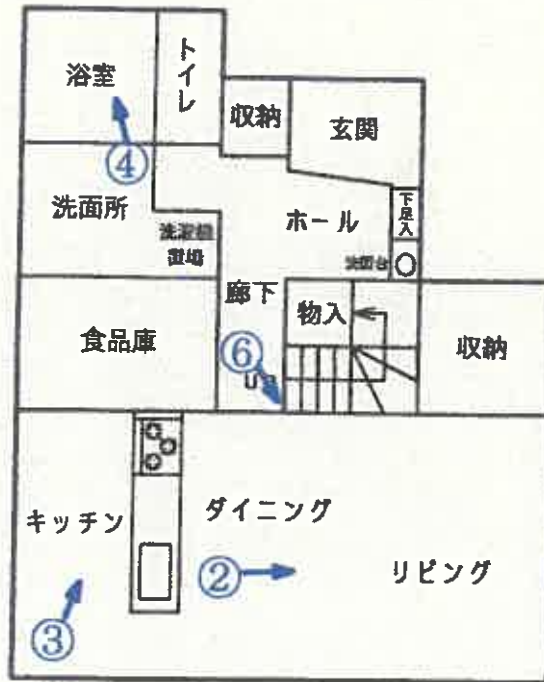 浴室
トイレ
収納
玄関
④
洗面所
洗濯機
置場
ホール
下足入
洗面台
廊下
物入
収納
食品庫
⑥
UP
キッチン
ダイニング
リビング
②
③